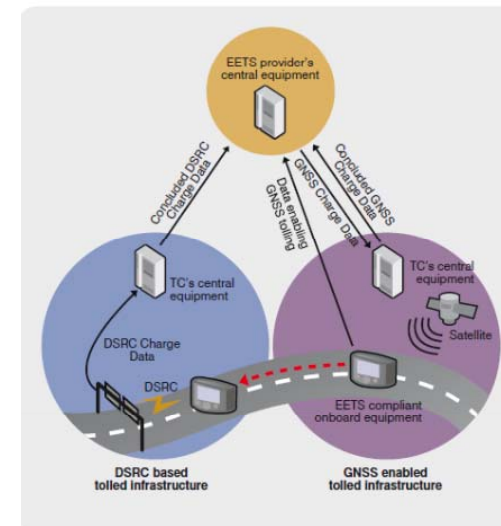 EETS provider's
central equipment
Concluded DSRC
Charge Data
Data enabling
GNSS tolling
GNSS Charge Data
Concluded GNSS
Charge Data
TC's central
equipment
TC's central
equipment
Satellite
DSRC Charge
Data
DSRC
EETS compliant
onboard equipment
DSRC based
tolled infrastructure
GNSS enabled
tolled infrastructure